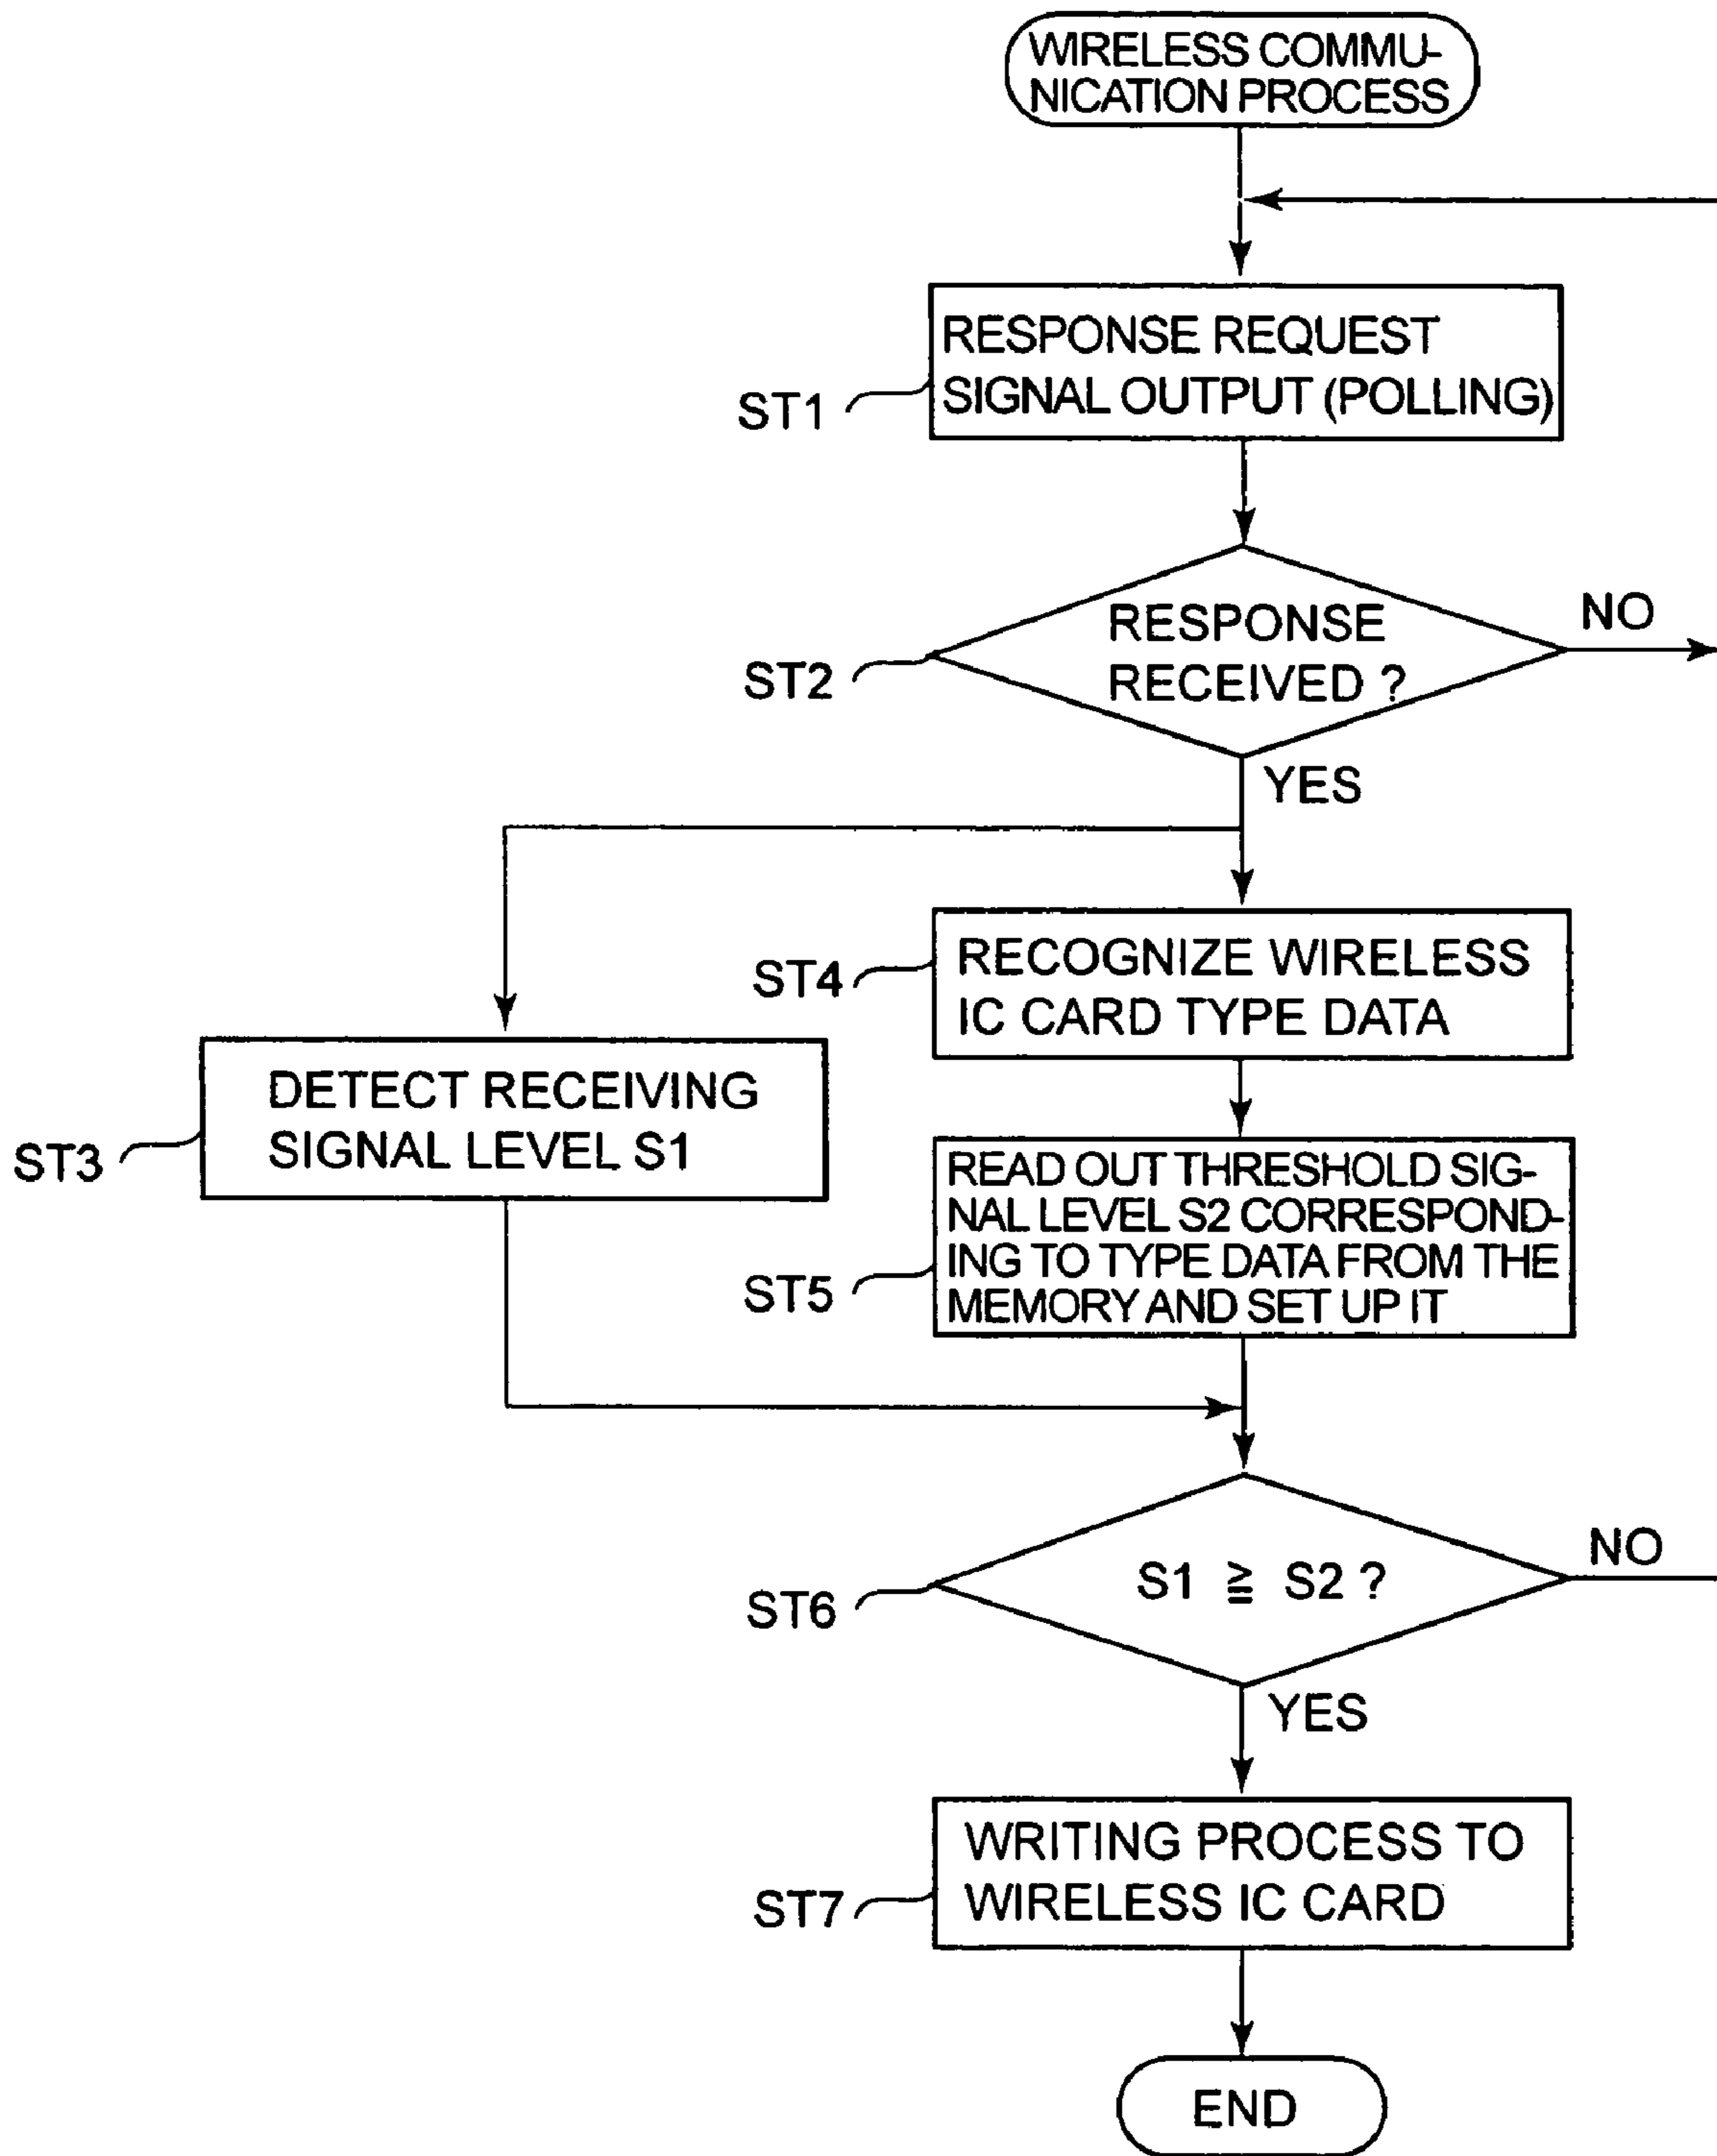 WIRELESS COMMU-
NICATION PROCESS
RESPONSE REQUEST
SIGNAL OUTPUT (POLLING)
ST1
RESPONSE
RECEIVED ?
NO
ST2
YES
ST4
RECOGNIZE WIRELESS
IC CARD TYPE DATA
DETECT RECEIVING
SIGNAL LEVEL S1
ST3
READ OUT THRESHOLD SIG-
NAL LEVEL S2 CORRESPOND-
ING TO TYPE DATA FROM THE
MEMORY AND SET UP IT
ST5
S1 ≧ S2 ?
NO
ST6
YES
WRITING PROCESS TO
WIRELESS IC CARD
ST7
END